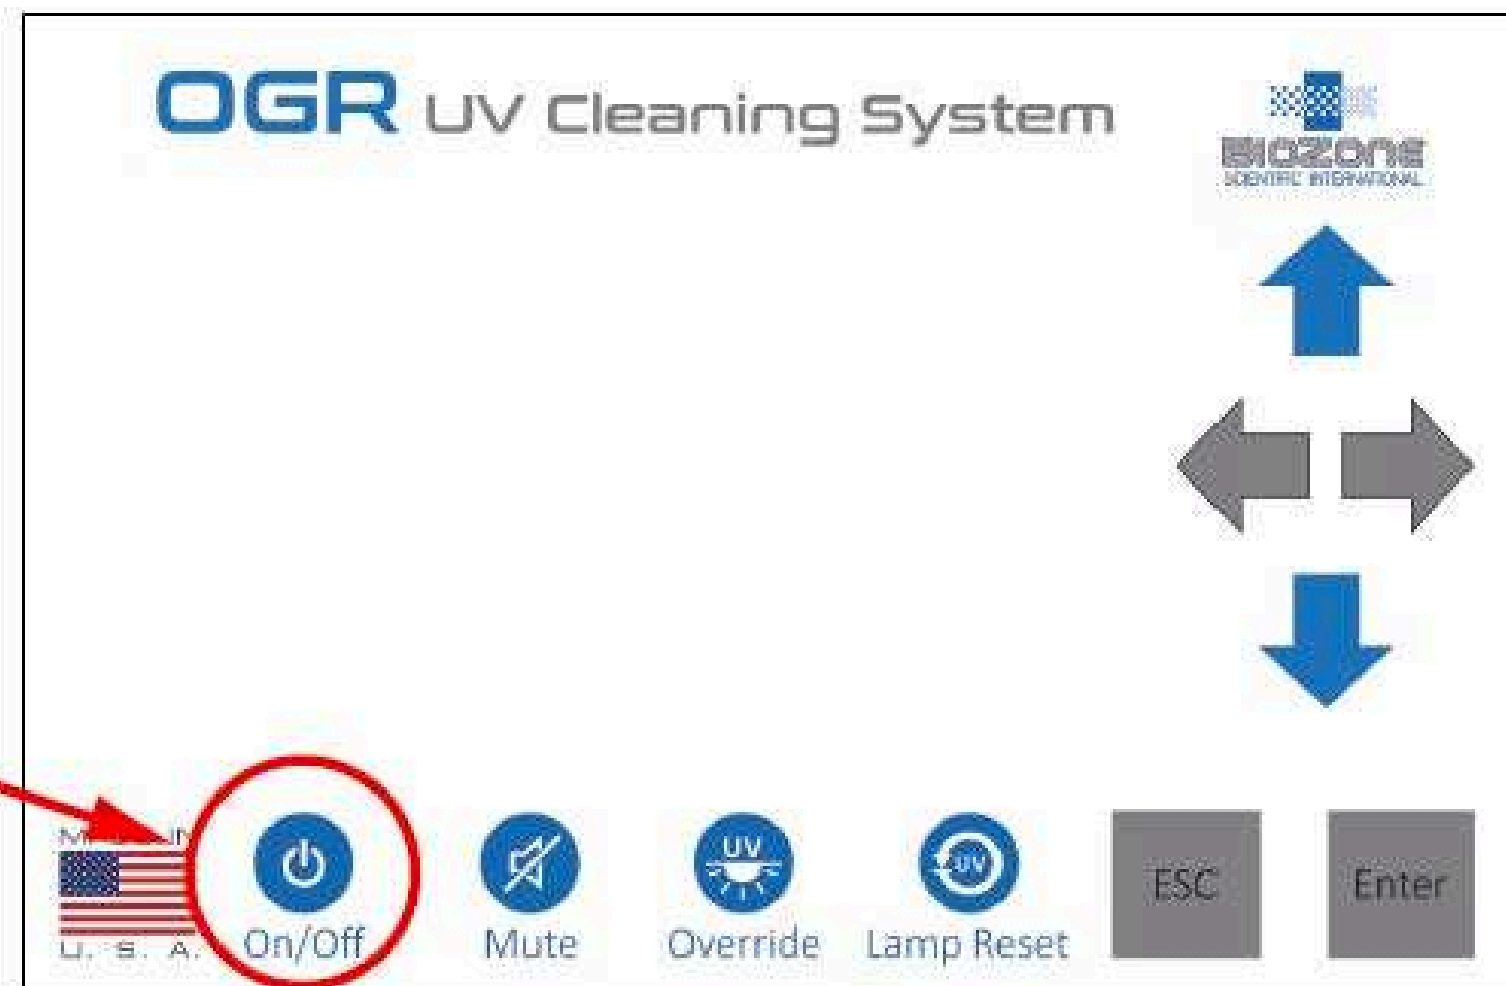 OGR UV Cleaning System
BIOZONE
SCIENTIFIC INTERNATIONAL
UV
UV
ESC
Enter
On/Off
Mute
Override
Lamp Reset
U. S. A.